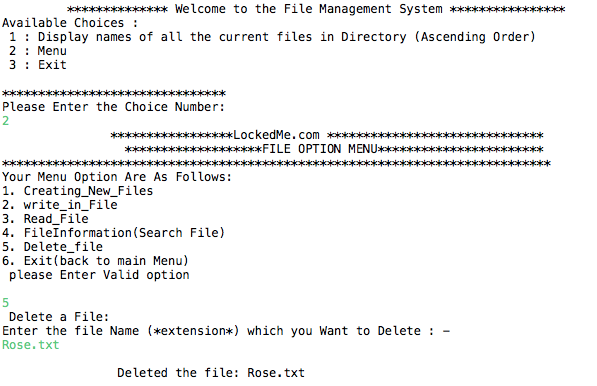 ************** Welcome to the File Management System ****************
Available Choices :
1 : Display names of all the current files in Directory (Ascending Order)
2 : Menu
3 : Exit
*******************************
Please Enter the Choice Number:
2
*****************LockedMe.com ******************************
*******************FILE OPTION MENU***********************
****************************************************************************
Your Menu Option Are As Follows:
1. Creating_New_Files
2. write_in_File
3. Read_File
4. FileInformation(Search File)
5. Delete_file
6. Exit(back to main Menu)
please Enter Valid option
5
Delete a File:
Enter the file Name (*extension*) which you Want to Delete : –
Rose.txt
Deleted the file: Rose.txt